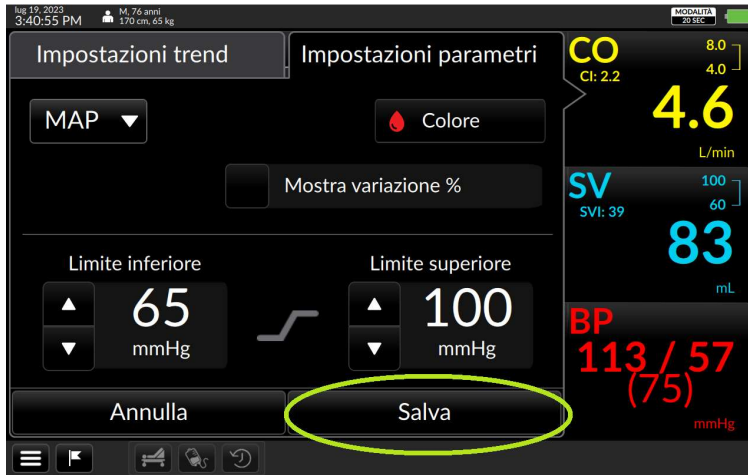 lug 19, 2023
3:40:55 PM
M, 76 anni
170 cm, 65 kg
MODALITÀ
20 SEC
Impostazioni trend
Impostazioni parametri
MAP
Colore
Mostra variazione %
Limite inferiore
Limite superiore
65
100
mmHg
mmHg
Annulla
Salva
CO
8.0
CI: 2.2
4.0
4.6
L/min
SV
100
SVI: 39
60
83
mL
BP
113 / 57
(75)
mmHg